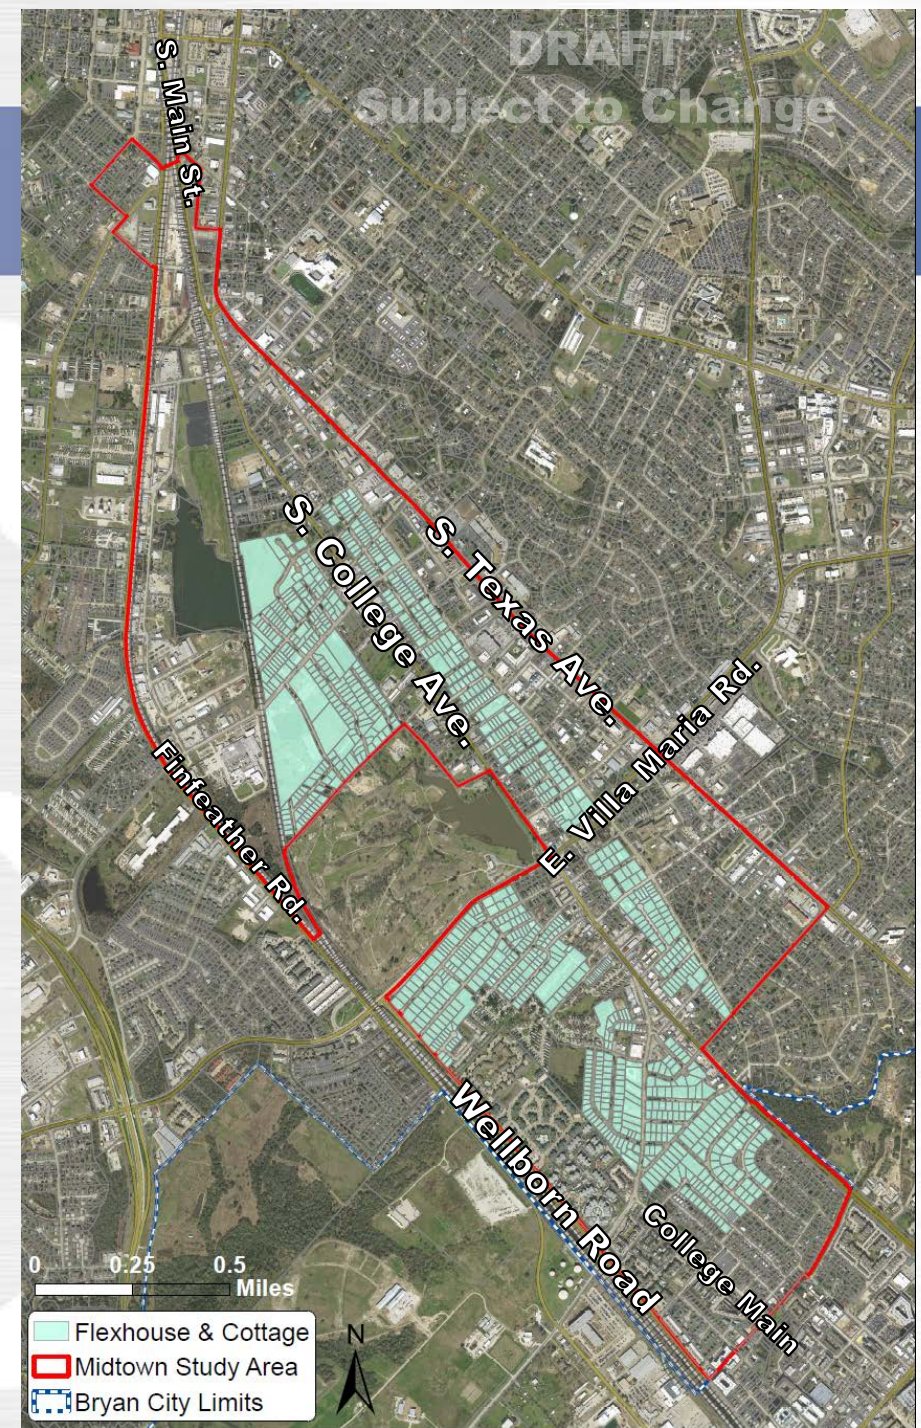 DRAFT
Subject to Change
S. Main St.
S. College Ave.
S. Texas Ave.
E. Villa Maria Rd.
Finfeather Rd.
Wellborn Road
College Main
0 0.25 0.5
Miles
N
Flexhouse & Cottage
Midtown Study Area
Bryan City Limits